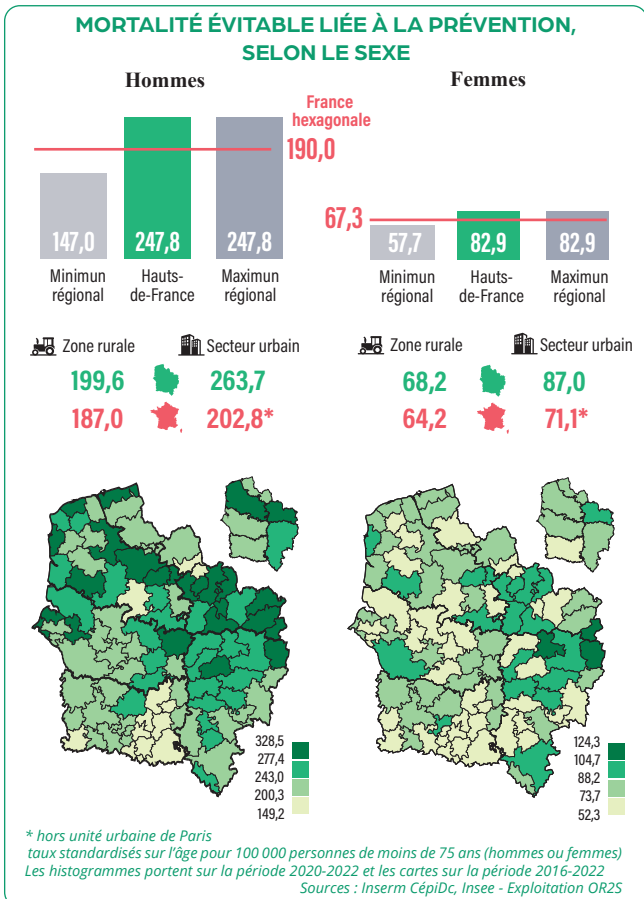 MORTALITÉ ÉVITABLE LIÉE À LA PRÉVENTION,
SELON LE SEXE
Hommes
France
hexagonale
190,0
147,0
247,8
247,8
Minimun
régional
Hauts-
de-France
Maximun
régional
Zone rurale
Secteur urbain
199,6
263,7
187,0
202,8*
Femmes
67,3
57,7
82,9
82,9
Minimun
régional
Hauts-
de-France
Maximun
régional
Zone rurale
Secteur urbain
68,2
87,0
64,2
71,1*
328,5
277,4
243,0
200,3
149,2
124,3
104,7
88,2
73,7
52,3
* hors unité urbaine de Paris
taux standardisés sur l'âge pour 100 000 personnes de moins de 75 ans (hommes ou femmes)
Les histogrammes portent sur la période 2020-2022 et les cartes sur la période 2016-2022
Sources : Inserm CépiDc, Insee - Exploitation OR2S